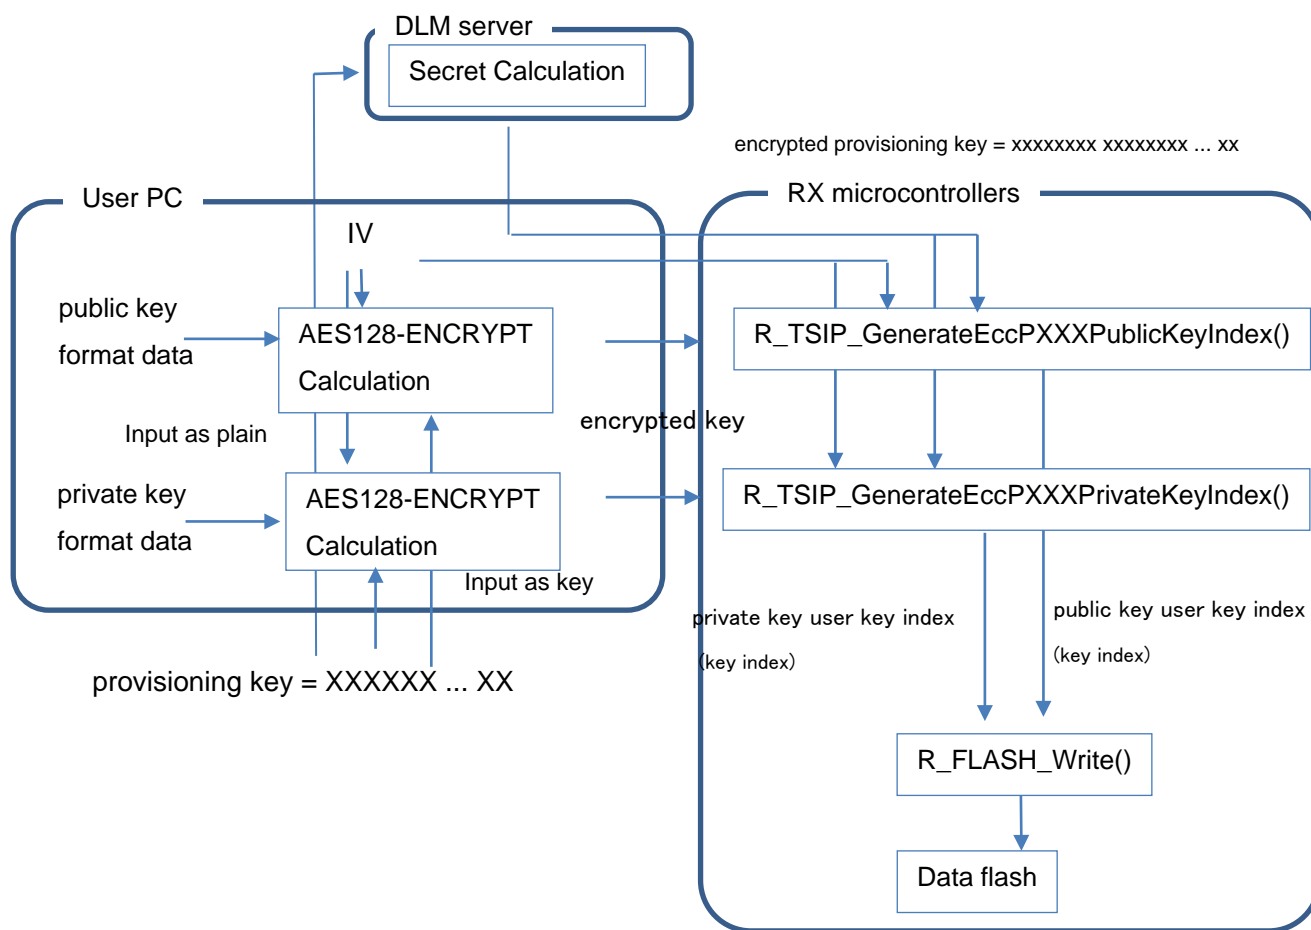 DLM server
Secret Calculation
encrypted provisioning key = xxxxxxxx xxxxxxxx ... xx
User PC
RX microcontrollers
IV
public key
format data
AES128-ENCRYPT
Calculation
R_TSIP_GenerateEccPXXXPublicKeyIndex()
Input as plain
encrypted key
private key
format data
AES128-ENCRYPT
Calculation
R_TSIP_GenerateEccPXXXPrivateKeyIndex()
Input as key
private key user key index
(key index)
public key user key index
(key index)
provisioning key = XXXXXX ... XX
R_FLASH_Write()
Data flash